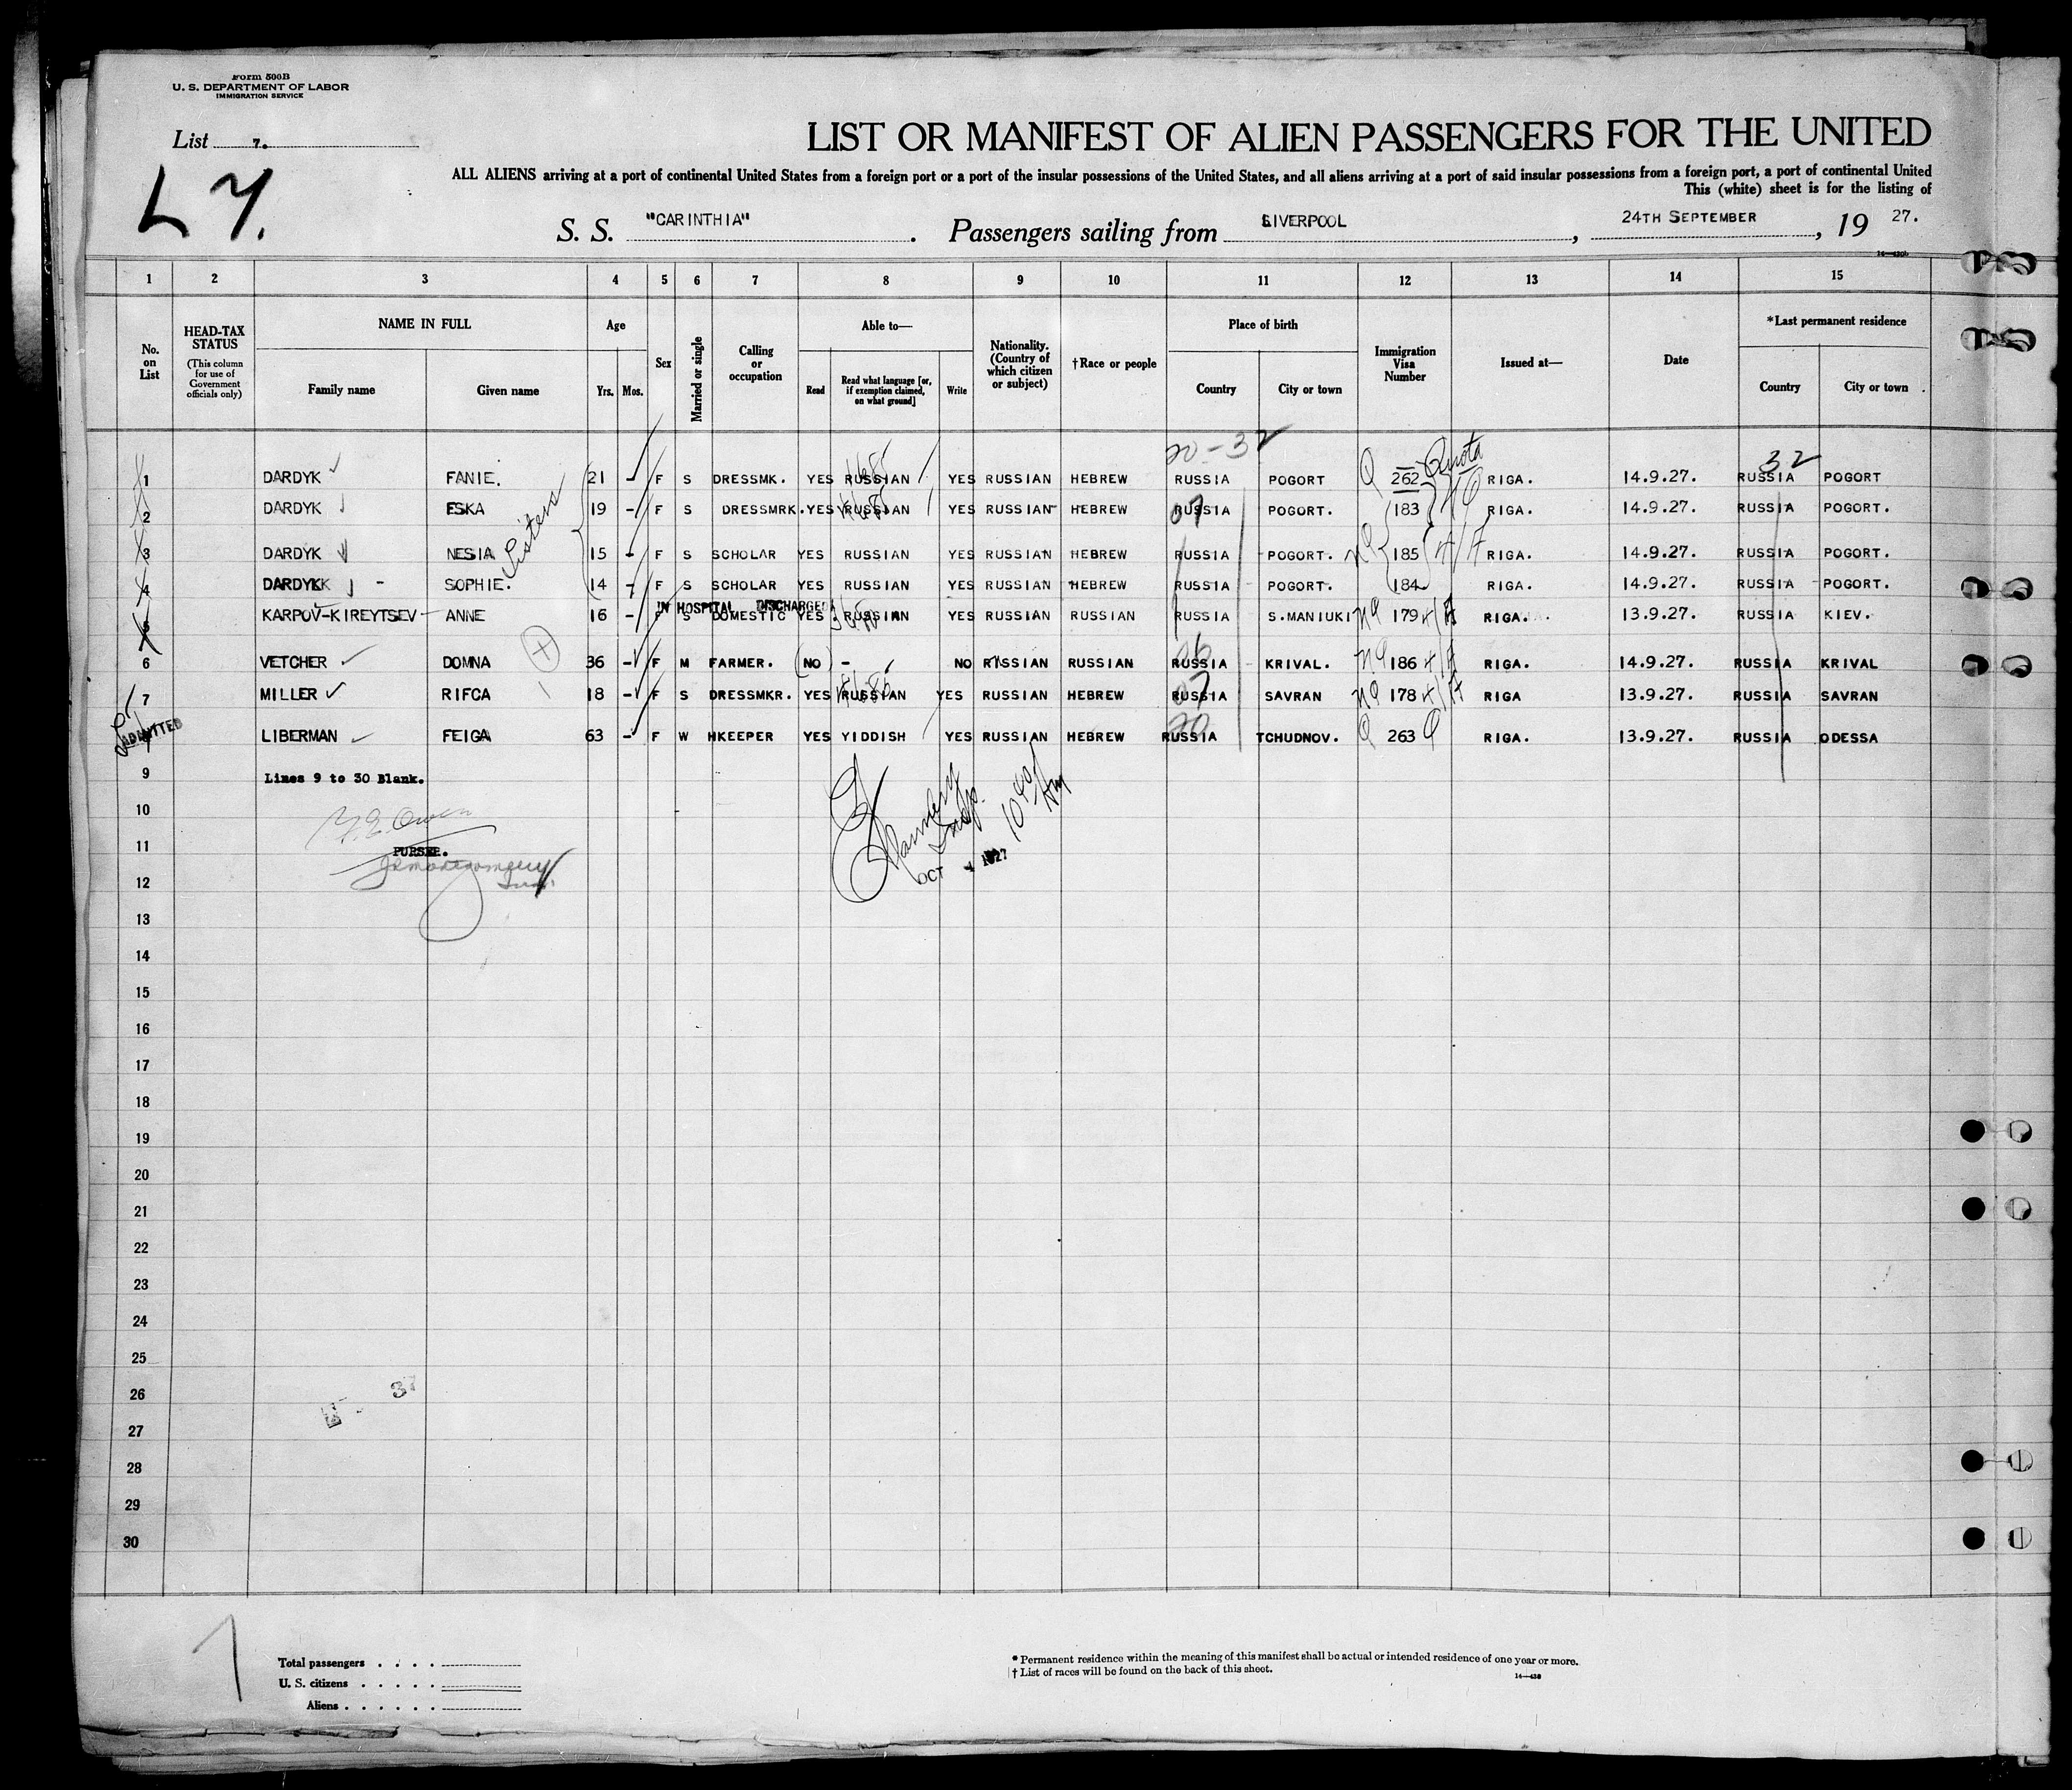 Form 500B
U. S. DEPARTMENT OF LABOR
IMMIGRATION SERVICE
List 7.
L 7.
LIST OR MANIFEST OF ALIEN PASSENGERS FOR THE UNITED
ALL ALIENS arriving at a port of continental United States from a foreign port or a port of the insular possessions of the United States, and all aliens arriving at a port of said insular possessions from a foreign port, a port of continental United
This (white) sheet is for the listing of
S. S. "CARINTHIA". Passengers sailing from LIVERPOOL, 24TH SEPTEMBER, 19 27.
1 2 3 4 5 6 7 8 9 10 11 12 13 14 15
No. on List
HEAD-TAX STATUS
(This column for use of Government officials only)
NAME IN FULL
Family name Given name
Age
Yrs. Mos.
Sex
Married or single
Calling or occupation
Able to—
Read
Read what language [or, if exemption claimed, on what ground]
Write
Nationality. (Country of which citizen or subject)
†Race or people
Place of birth
Country City or town
Immigration Visa Number
Issued at—
Date
*Last permanent residence
Country City or town
20-32 Quota 32
1 DARDYK FANIE. 21 - F S DRESSMK. YES RUSSIAN YES RUSSIAN HEBREW RUSSIA POGORT Q 262 RIGA. 14.9.27. RUSSIA POGORT
2 DARDYK ESKA 19 - F S DRESSMRK. YES RUSSIAN YES RUSSIAN HEBREW RUSSIA POGORT. 183 RIGA. 14.9.27. RUSSIA POGORT.
Sisters
3 DARDYK NESIA 15 - F S SCHOLAR YES RUSSIAN YES RUSSIAN HEBREW RUSSIA POGORT. NQ 185 RIGA. 14.9.27. RUSSIA POGORT.
4 DARDYK SOPHIE. 14 - F S SCHOLAR YES RUSSIAN YES RUSSIAN HEBREW RUSSIA POGORT. 184 RIGA. 14.9.27. RUSSIA POGORT.
IN HOSPITAL DISCHARGED
5 KARPOV-KIREYTSEV ANNE 16 - F S DOMESTIC YES RUSSIAN YES RUSSIAN RUSSIAN RUSSIA S.MANIUKI NQ 179 RIGA. 13.9.27. RUSSIA KIEV.
6 VETCHER DOMNA 36 - F M FARMER. NO - NO RUSSIAN RUSSIAN RUSSIA KRIVAL. NQ 186 RIGA. 14.9.27. RUSSIA KRIVAL
7 MILLER RIFCA 18 - F S DRESSMKR. YES RUSSIAN YES RUSSIAN HEBREW RUSSIA SAVRAN NQ 178 RIGA 13.9.27. RUSSIA SAVRAN
ADMITTED
8 LIBERMAN FEIGA 63 - F W HKEEPER YES YIDDISH YES RUSSIAN HEBREW RUSSIA TCHUDNOV. Q 263 RIGA. 13.9.27. RUSSIA ODESSA
9 Lines 9 to 30 Blank.
10
11 PURSER.
12 OCT 4 1927
13
14
15
16
17
18
19
20
21
22
23
24
25
26
27
28
29
30
Total passengers . . . .
U. S. citizens . . . . .
Aliens . . . . . .
* Permanent residence within the meaning of this manifest shall be actual or intended residence of one year or more.
† List of races will be found on the back of this sheet.